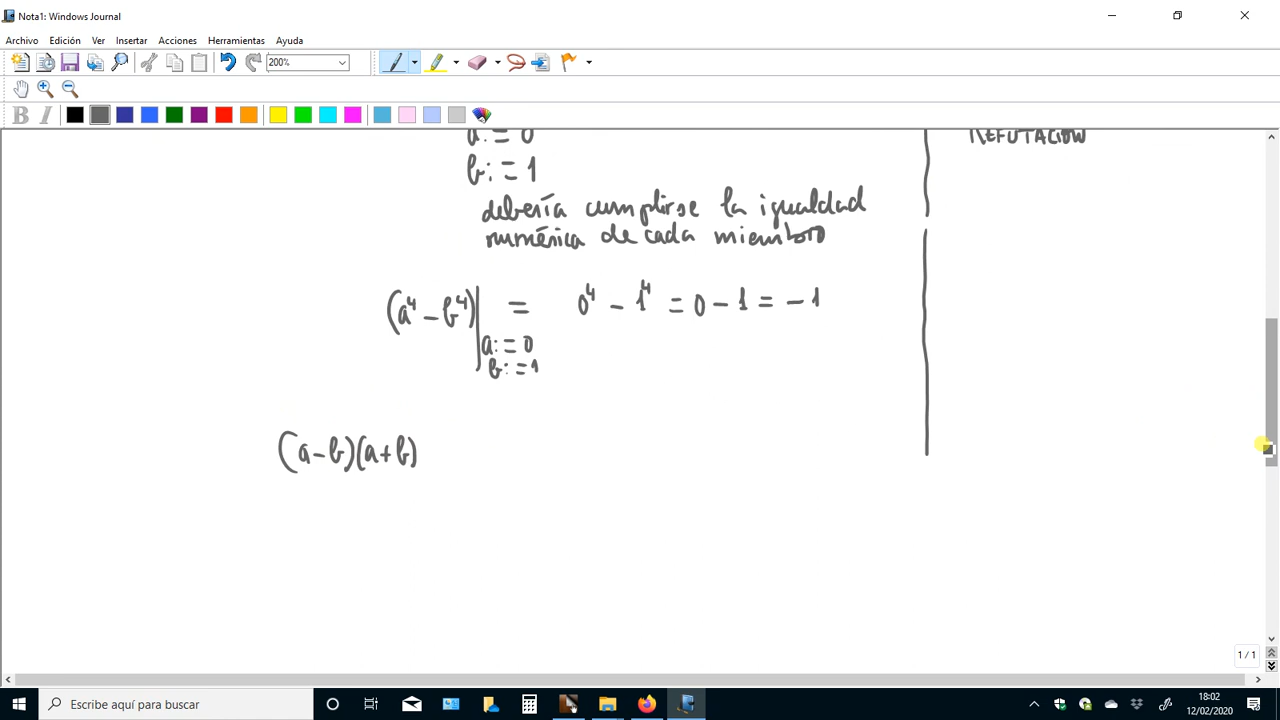 Nota1: Windows Journal
Archivo Edición Ver Insertar Acciones Herramientas Ayuda
200%
B I
a := 0
REFUTACIÓN
b := 1
debería cumplirse la igualdad
numérica de cada miembro
(a⁴ - b⁴)| = 0⁴ - 1⁴ = 0 - 1 = -1
a := 0
b := 1
(a-b)(a+b)
1 / 1
Escribe aquí para buscar
18:02
12/02/2020